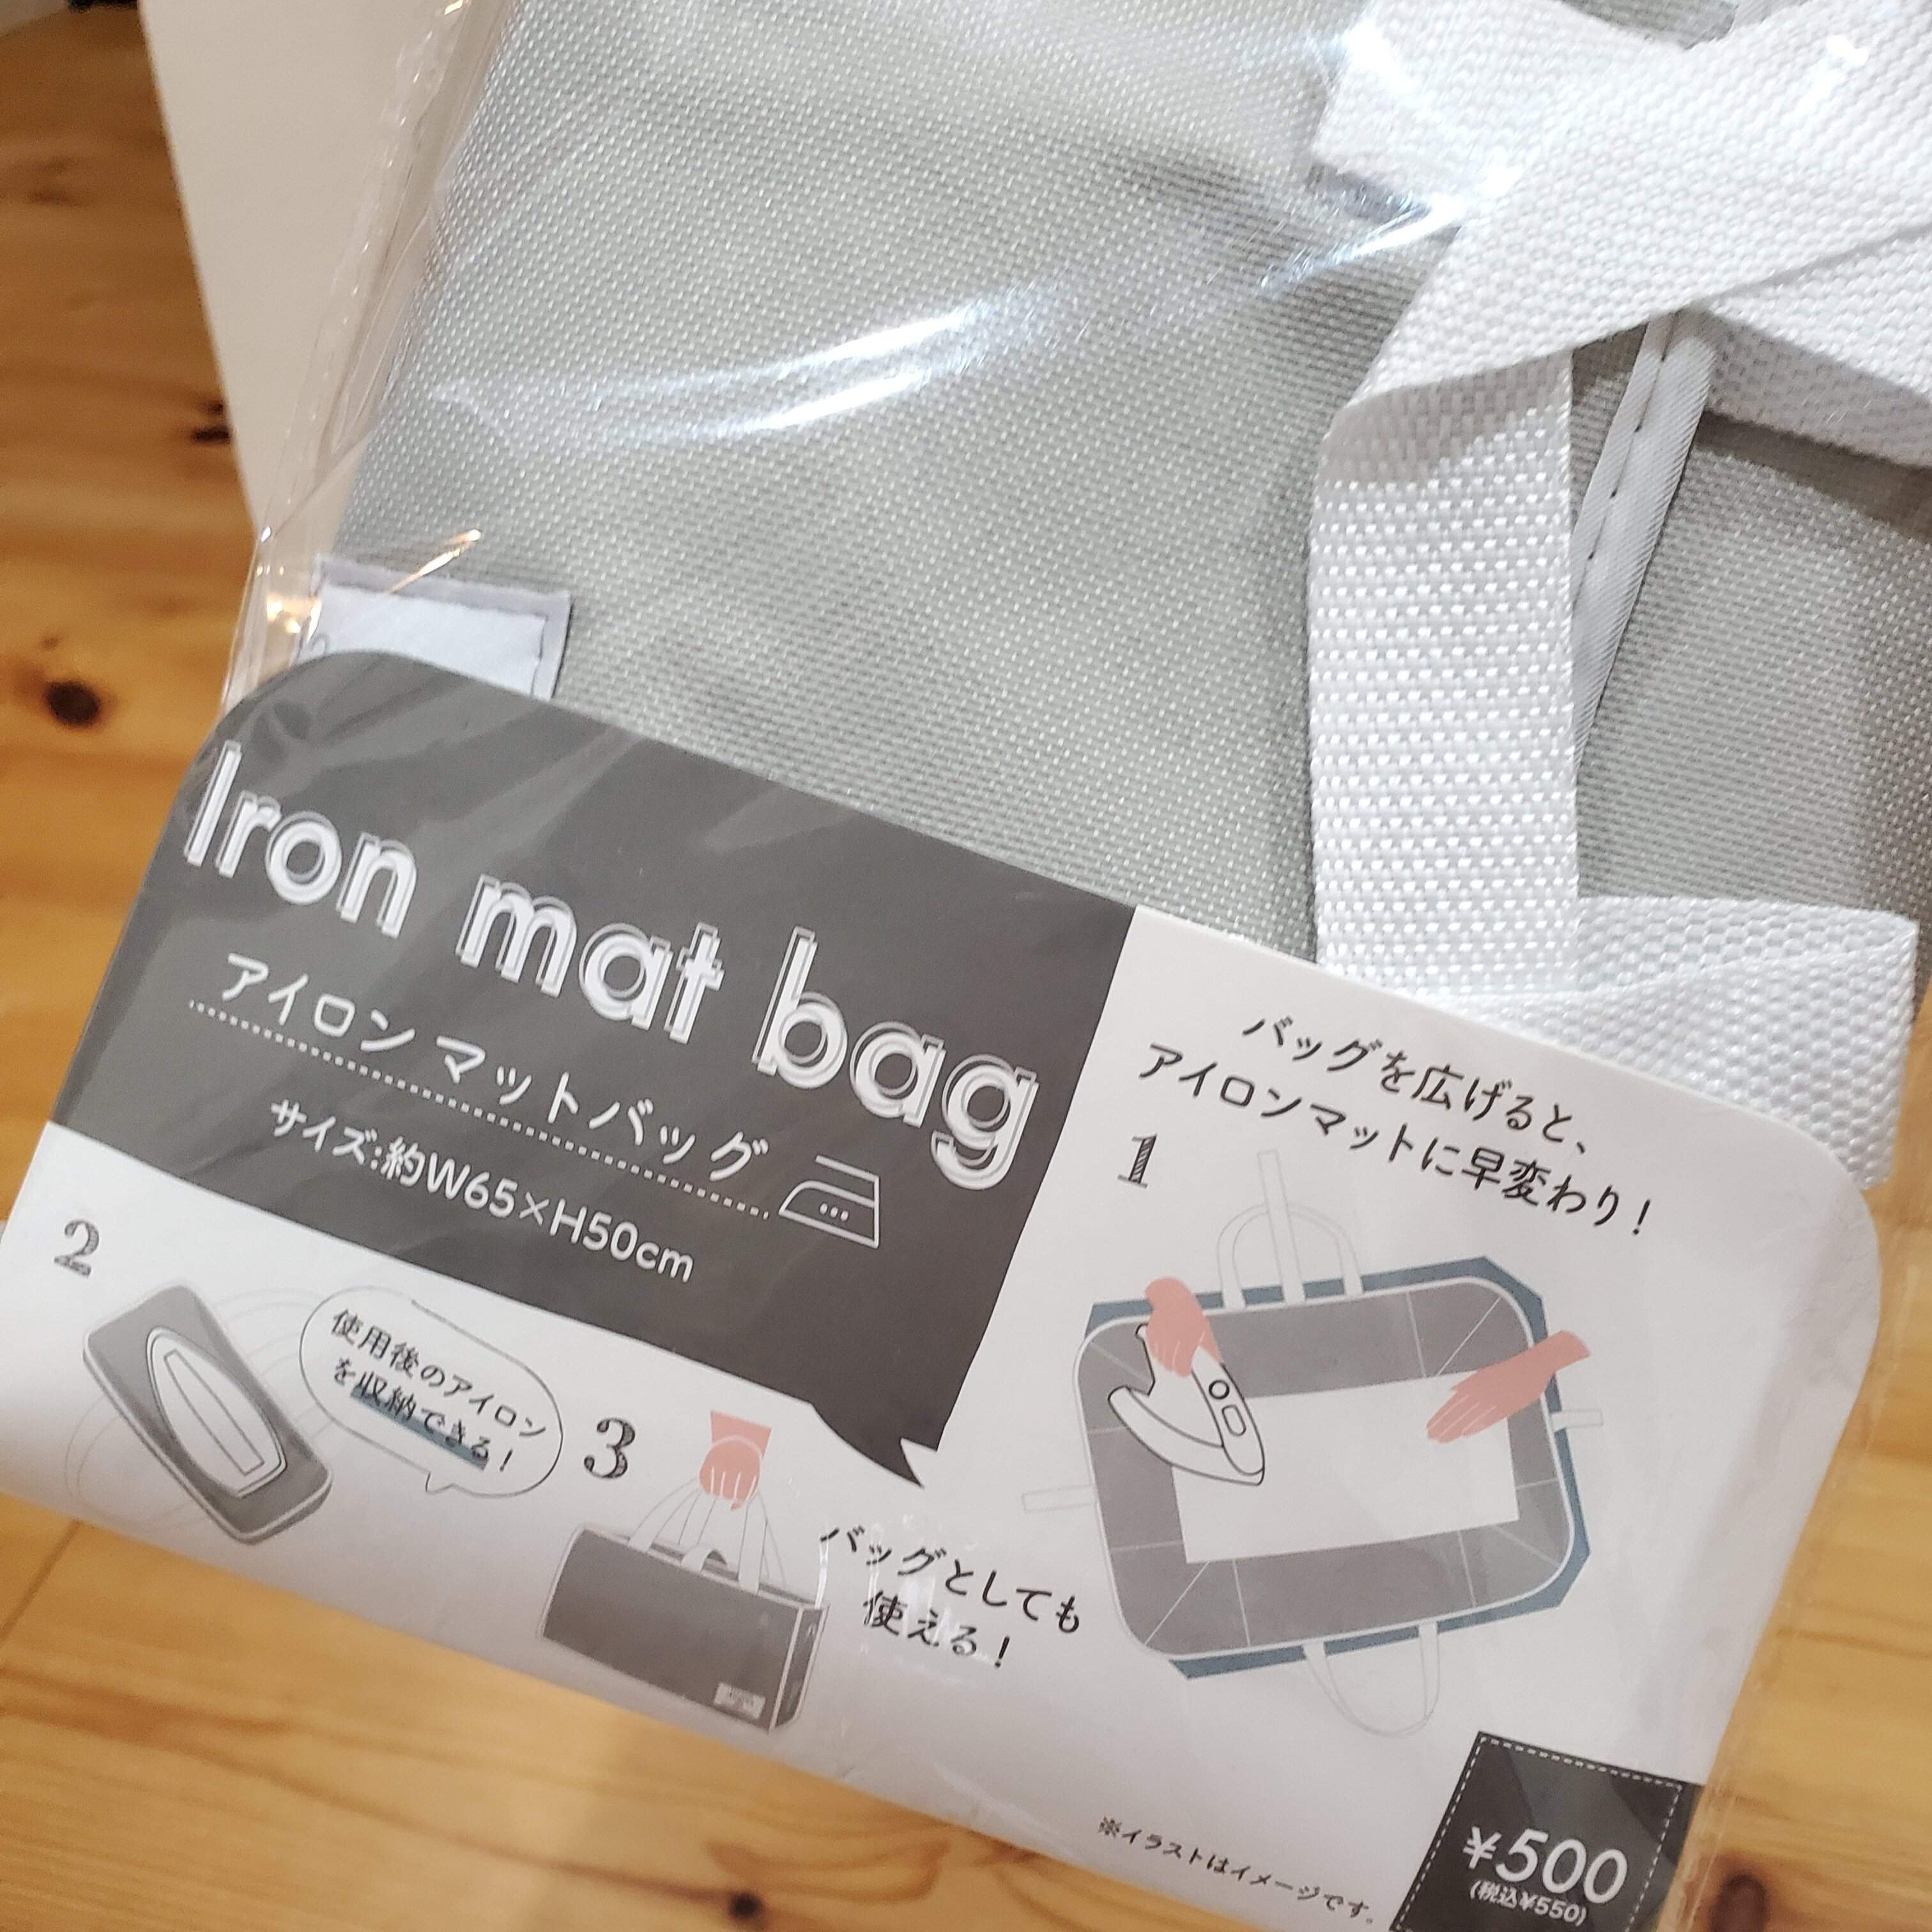 Iron mat bag
アイロンマットバッグ
サイズ:約W65×H50cm
1
バッグを広げると、
アイロンマットに早変わり!
2
使用後のアイロン
を収納できる!
3
バッグとしても
使える!
※イラストはイメージです。
¥500
(税込¥550)